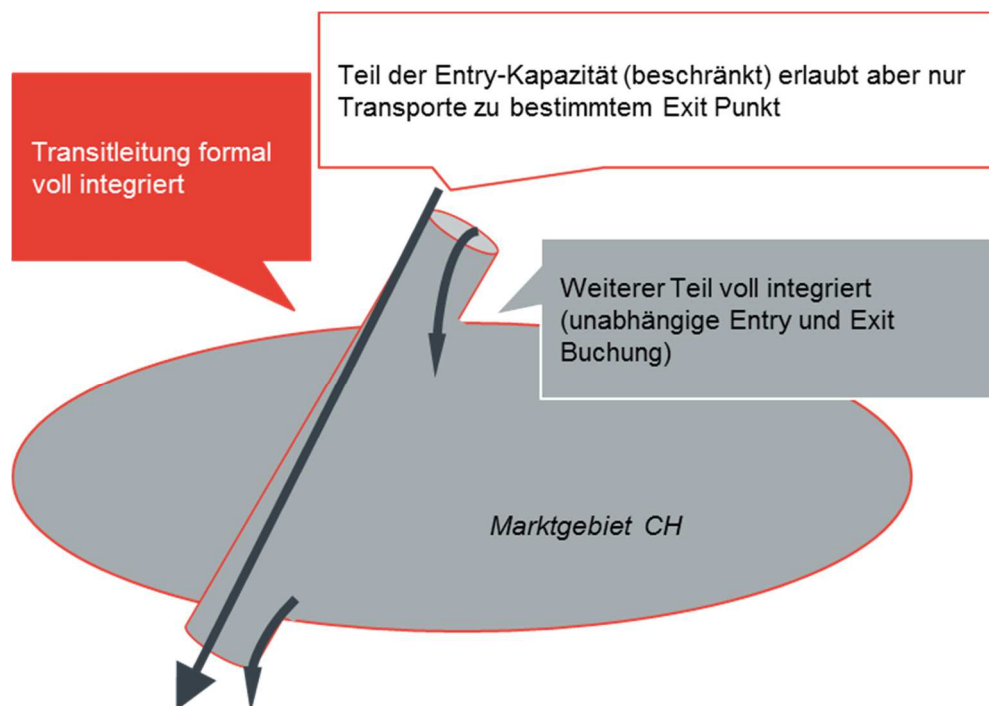 Teil der Entry-Kapazität (beschränkt) erlaubt aber nur
Transporte zu bestimmtem Exit Punkt
Transitleitung formal
voll integriert
Weiterer Teil voll integriert
(unabhängige Entry und Exit
Buchung)
Marktgebiet CH